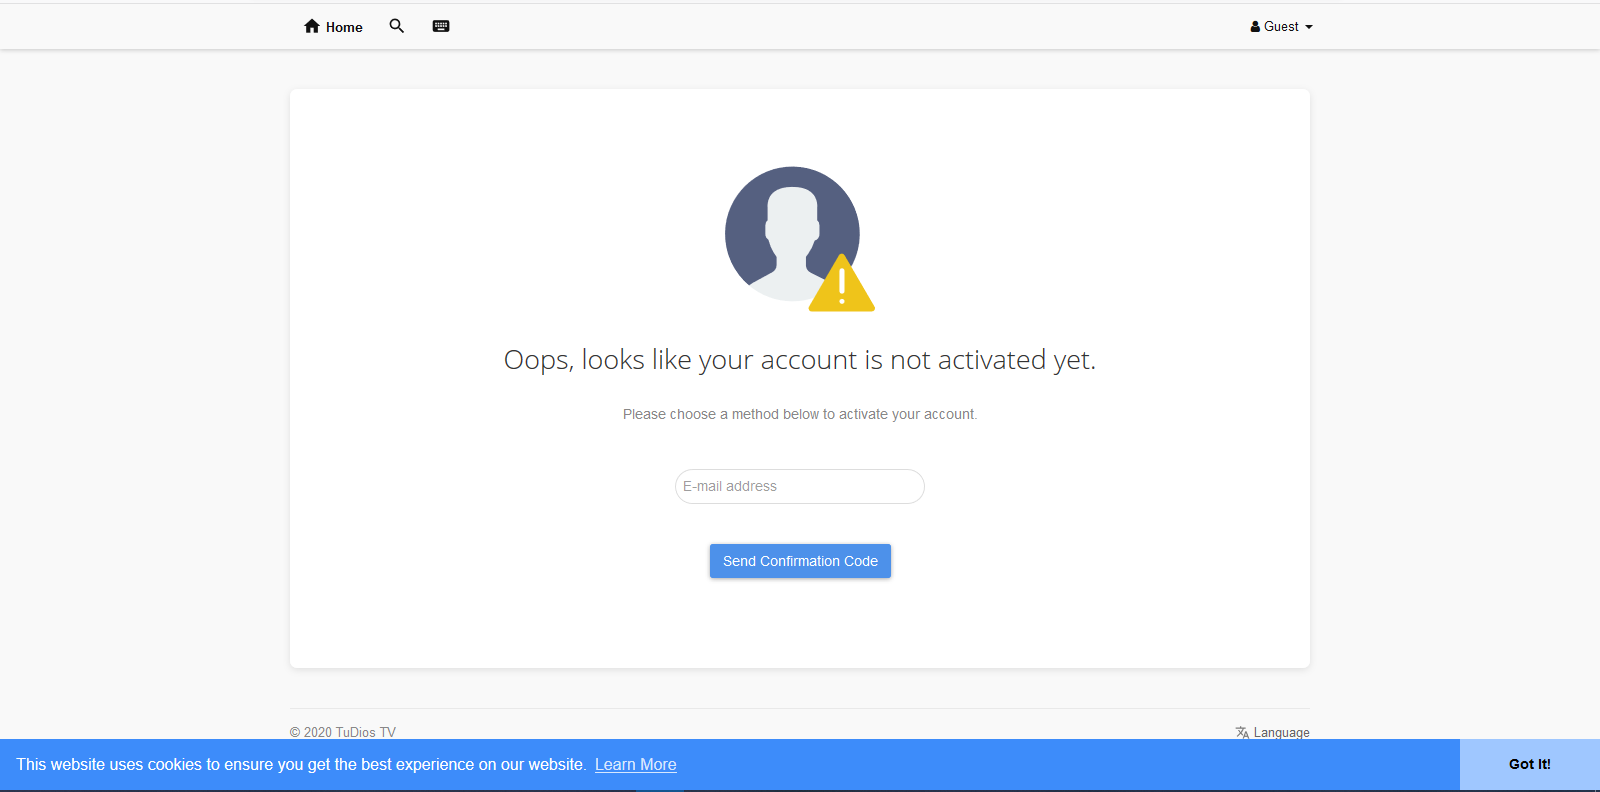 Home
Guest
Oops, looks like your account is not activated yet.
Please choose a method below to activate your account.
E-mail address
Send Confirmation Code
© 2020 TuDios TV
Language
This website uses cookies to ensure you get the best experience on our website. Learn More
Got It!